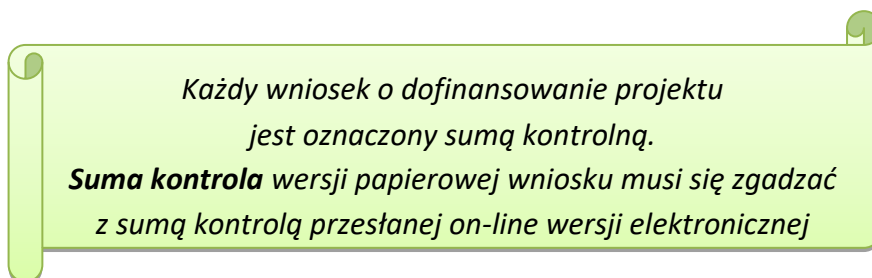 Każdy wniosek o dofinansowanie projektu
jest oznaczony sumą kontrolną.
Suma kontrola wersji papierowej wniosku musi się zgadzać
z sumą kontrolą przesłanej on-line wersji elektronicznej